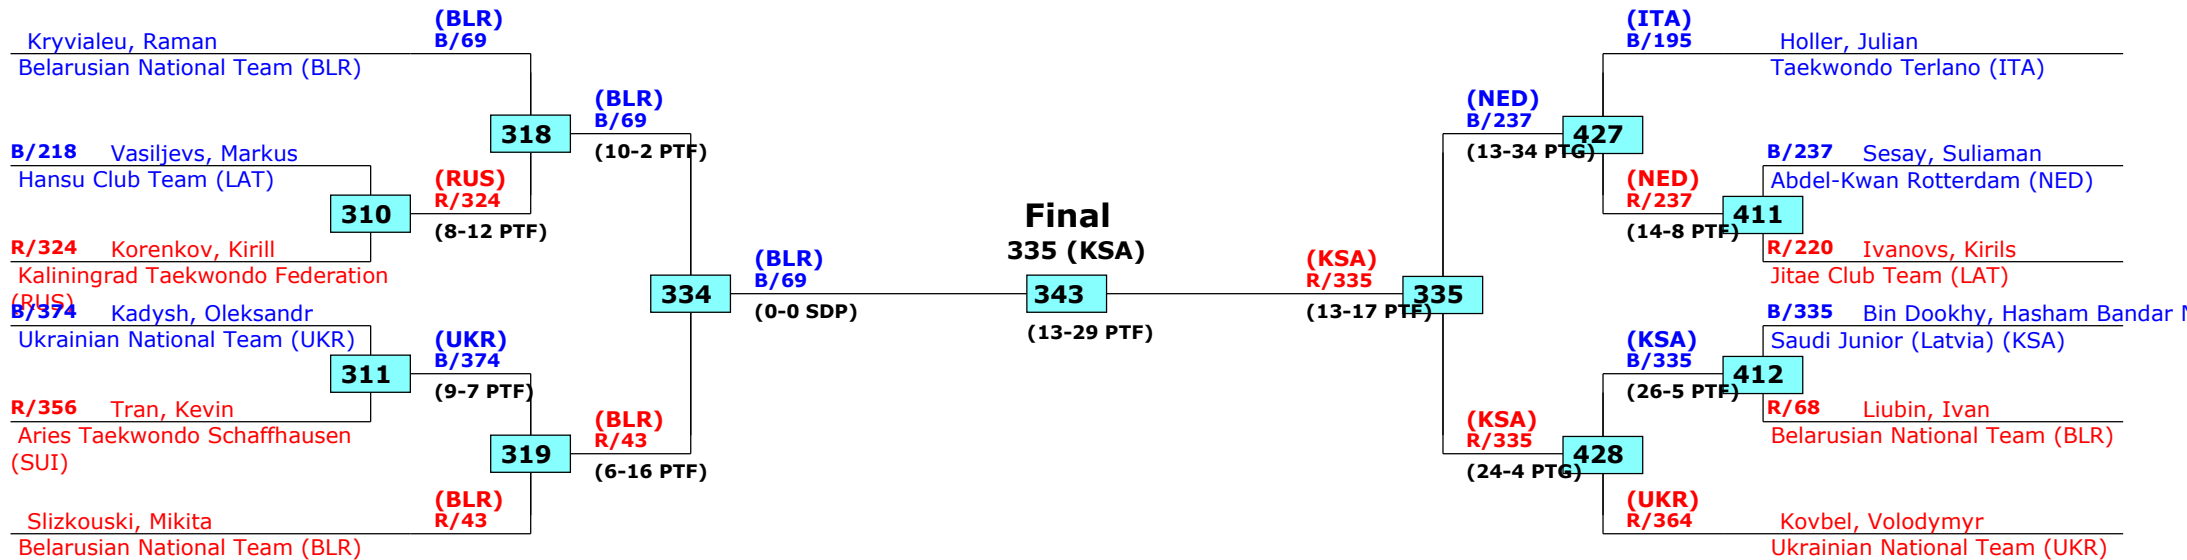 (BLR)
B/69
Kryvialeu, Raman
Belarusian National Team (BLR)
318
(BLR)
B/69
(10-2 PTF)
B/218 Vasiljevs, Markus
Hansu Club Team (LAT)
310
(RUS)
R/324
(8-12 PTF)
R/324 Korenkov, Kirill
Kaliningrad Taekwondo Federation
(RUS)
334
(BLR)
B/69
(0-0 SDP)
B/374 Kadysh, Oleksandr
Ukrainian National Team (UKR)
311
(UKR)
B/374
(9-7 PTF)
R/356 Tran, Kevin
Aries Taekwondo Schaffhausen
(SUI)
319
(BLR)
R/43
(6-16 PTF)
(BLR)
R/43
Slizkouski, Mikita
Belarusian National Team (BLR)
Final
335 (KSA)
343
(13-29 PTF)
(KSA)
R/335
(13-17 PTF)
335
(NED)
B/237
(13-34 PTG)
427
(ITA)
B/195
Holler, Julian
Taekwondo Terlano (ITA)
(NED)
R/237
(14-8 PTF)
411
B/237 Sesay, Suliaman
Abdel-Kwan Rotterdam (NED)
R/220 Ivanovs, Kirils
Jitae Club Team (LAT)
(KSA)
B/335
(26-5 PTF)
412
B/335 Bin Dookhy, Hasham Bandar
Saudi Junior (Latvia) (KSA)
R/68 Liubin, Ivan
Belarusian National Team (BLR)
(KSA)
R/335
(24-4 PTG)
428
(UKR)
R/364
Kovbel, Volodymyr
Ukrainian National Team (UKR)